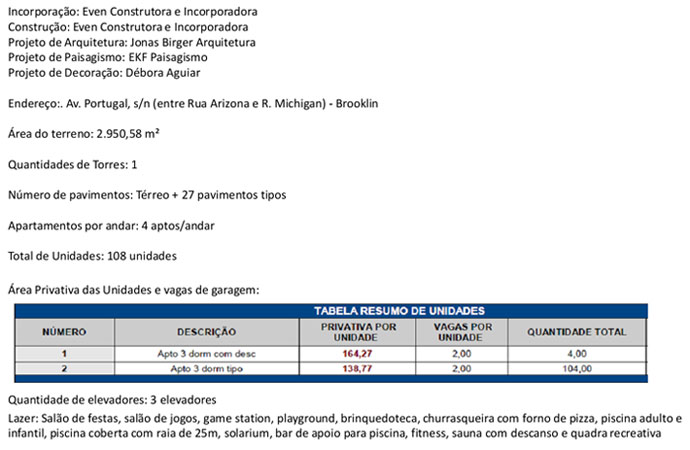 Incorporação: Even Construtora e Incorporadora
Construção: Even Construtora e Incorporadora
Projeto de Arquitetura: Jonas Birger Arquitetura
Projeto de Paisagismo: EKF Paisagismo
Projeto de Decoração: Débora Aguiar
Endereço:. Av. Portugal, s/n (entre Rua Arizona e R. Michigan) - Brooklin
Área do terreno: 2.950,58 m²
Quantidades de Torres: 1
Número de pavimentos: Térreo + 27 pavimentos tipos
Apartamentos por andar: 4 aptos/andar
Total de Unidades: 108 unidades
Área Privativa das Unidades e vagas de garagem:
TABELA RESUMO DE UNIDADES
NÚMERO DESCRIÇÃO PRIVATIVA POR UNIDADE VAGAS POR UNIDADE QUANTIDADE TOTAL
1 Apto 3 dorm com desc 164,27 2,00 4,00
2 Apto 3 dorm tipo 138,77 2,00 104,00
Quantidade de elevadores: 3 elevadores
Lazer: Salão de festas, salão de jogos, game station, playground, brinquedoteca, churrasqueira com forno de pizza, piscina adulto e
infantil, piscina coberta com raia de 25m, solarium, bar de apoio para piscina, fitness, sauna com descanso e quadra recreativa